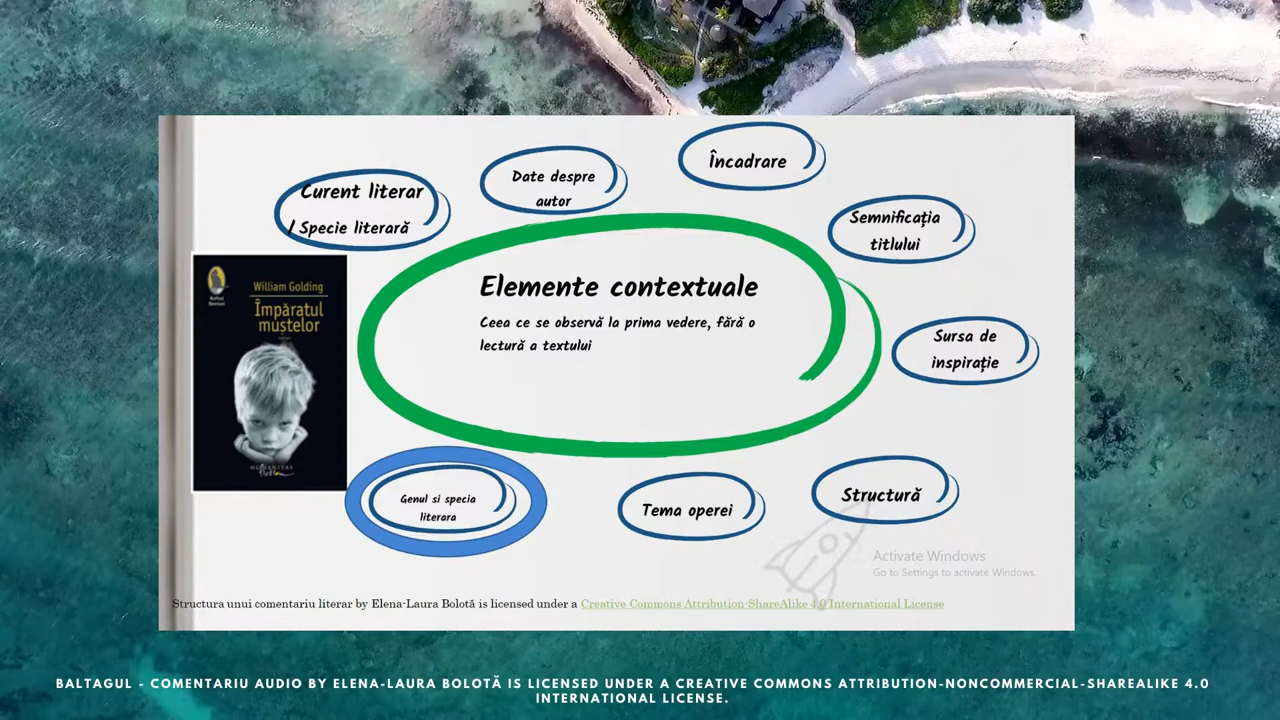 Încadrare
Date despre
autor
Curent literar
/ Specie literară
Semnificația
titlului
William Golding
Împăratul
muștelor
Elemente contextuale
Ceea ce se observă la prima vedere, fără o
lectură a textului
Sursa de
inspirație
HUMANITAS
fiction
Genul si specia
literara
Tema operei
Structură
Activate Windows
Go to Settings to activate Windows.
Structura unui comentariu literar by Elena-Laura Bolotă is licensed under a Creative Commons Attribution-ShareAlike 4.0 International License
BALTAGUL - COMENTARIU AUDIO BY ELENA-LAURA BOLOTĂ IS LICENSED UNDER A CREATIVE COMMONS ATTRIBUTION-NONCOMMERCIAL-SHAREALIKE 4.0
INTERNATIONAL LICENSE.